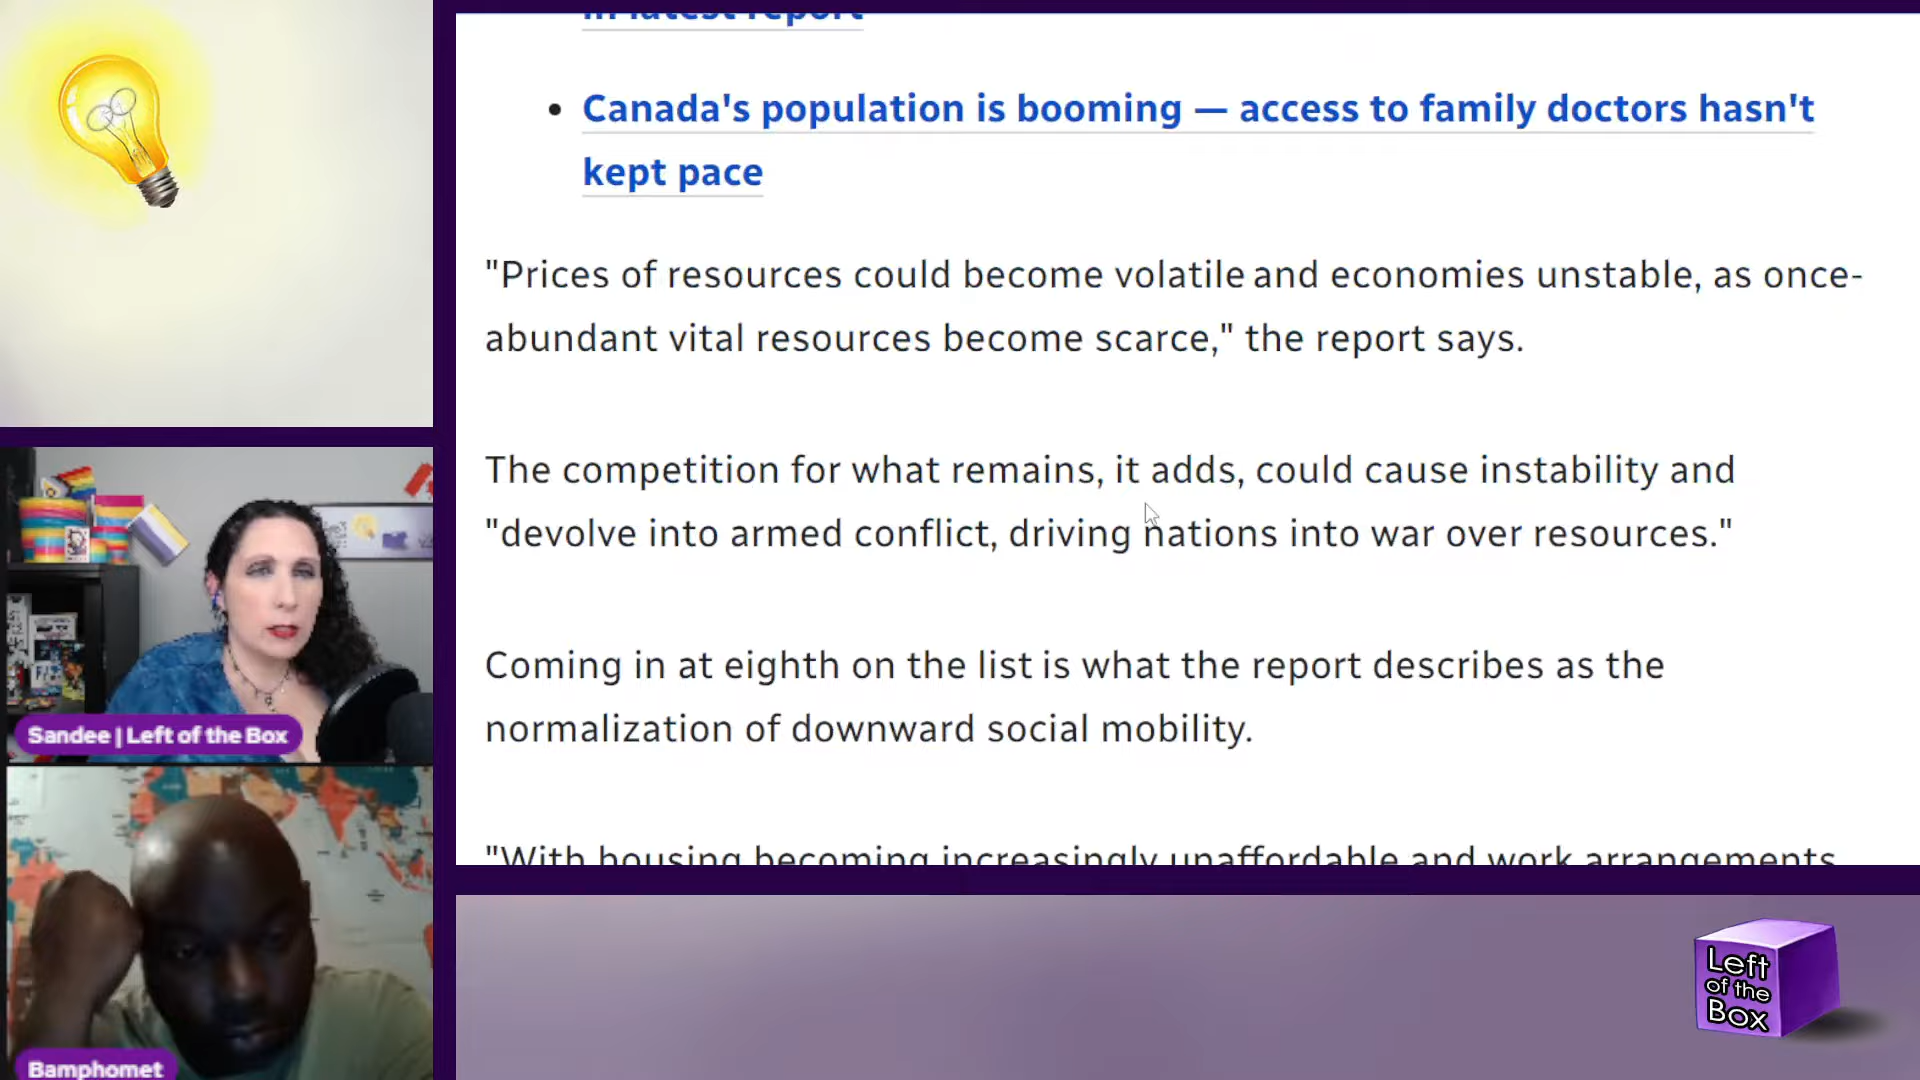 in latest report
• Canada's population is booming — access to family doctors hasn't
kept pace
"Prices of resources could become volatile and economies unstable, as once-
abundant vital resources become scarce," the report says.
The competition for what remains, it adds, could cause instability and
"devolve into armed conflict, driving nations into war over resources."
Coming in at eighth on the list is what the report describes as the
normalization of downward social mobility.
"With housing becoming increasingly unaffordable and work arrangements
Sandee | Left of the Box
Bamphomet
Left
of the
Box